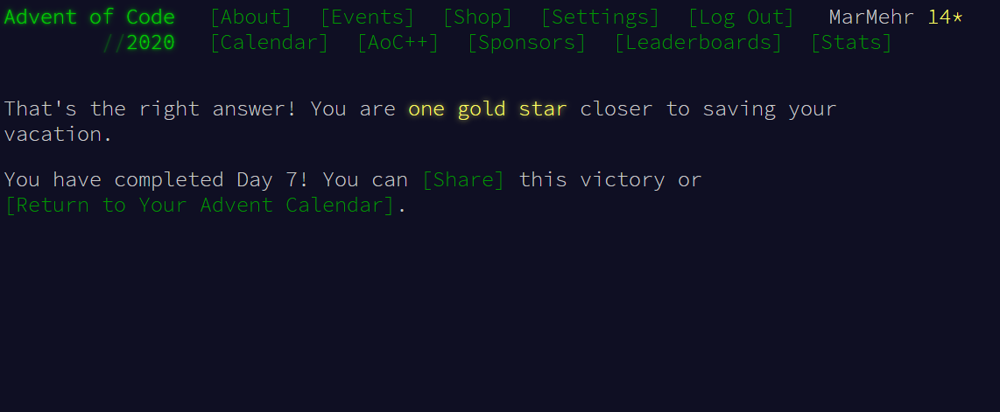 Advent of Code [About] [Events] [Shop] [Settings] [Log Out] MarMehr 14*
//2020 [Calendar] [AoC++] [Sponsors] [Leaderboards] [Stats]
That's the right answer! You are one gold star closer to saving your
vacation.
You have completed Day 7! You can [Share] this victory or
[Return to Your Advent Calendar].